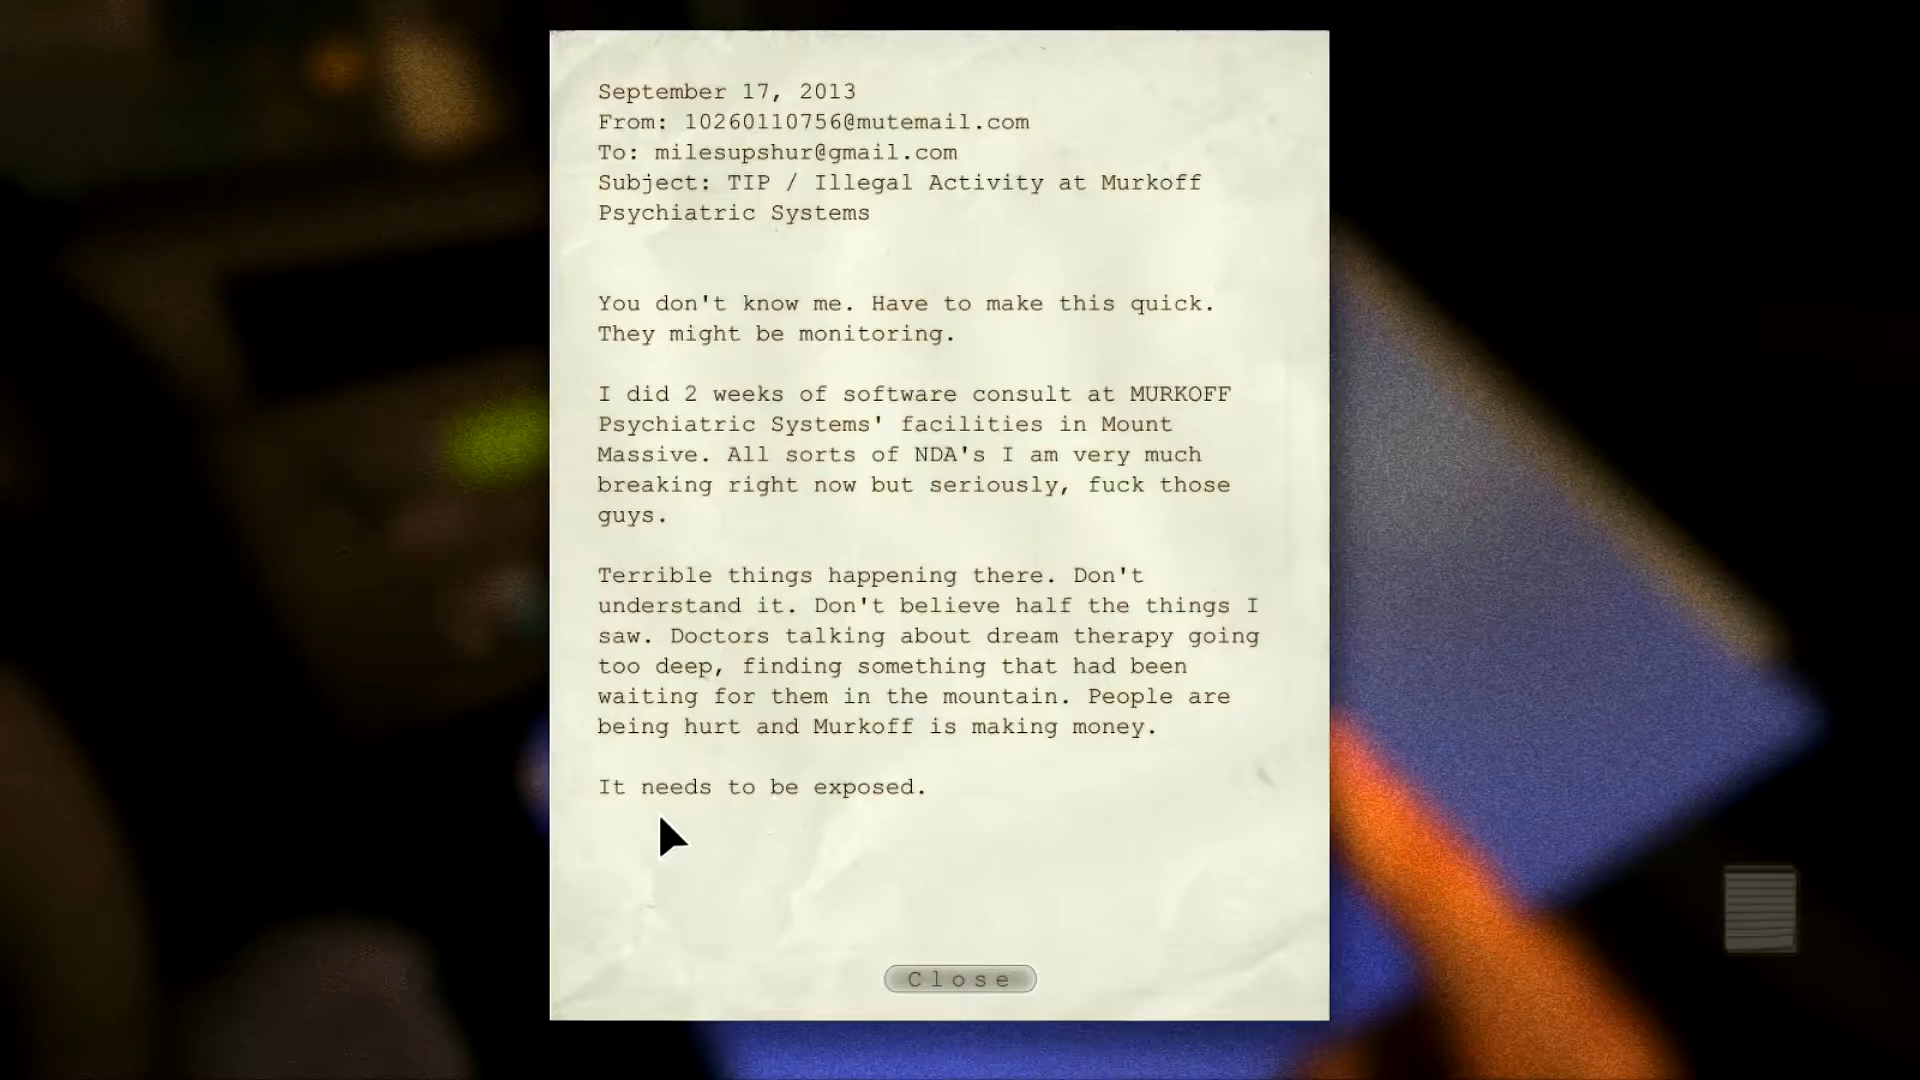 September 17, 2013
From: 10260110756@mutemail.com
To: milesupshur@gmail.com
Subject: TIP / Illegal Activity at Murkoff
Psychiatric Systems
You don't know me. Have to make this quick.
They might be monitoring.
I did 2 weeks of software consult at MURKOFF
Psychiatric Systems' facilities in Mount
Massive. All sorts of NDA's I am very much
breaking right now but seriously, fuck those
guys.
Terrible things happening there. Don't
understand it. Don't believe half the things I
saw. Doctors talking about dream therapy going
too deep, finding something that had been
waiting for them in the mountain. People are
being hurt and Murkoff is making money.
It needs to be exposed.
Close